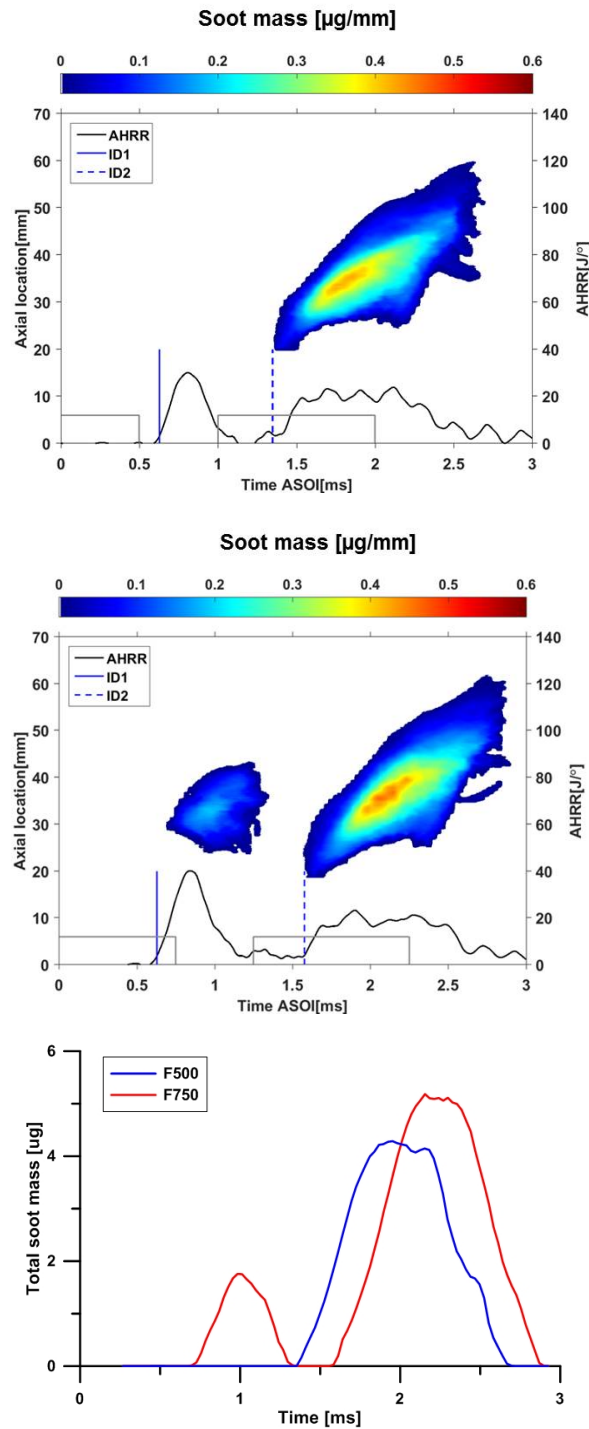 Soot mass [µg/mm]
0 0.1 0.2 0.3 0.4 0.5 0.6
70 140
60 120
50 100
40 80
30 60
20 40
10 20
0 0
AHRR
ID1
ID2
Axial location[mm]
AHRR[J/°]
0 0.5 1 1.5 2 2.5 3
Time ASOI[ms]
Soot mass [µg/mm]
0 0.1 0.2 0.3 0.4 0.5 0.6
70 140
60 120
50 100
40 80
30 60
20 40
10 20
0 0
AHRR
ID1
ID2
Axial location[mm]
AHRR[J/°]
0 0.5 1 1.5 2 2.5 3
Time ASOI[ms]
6
4
2
0
F500
F750
Total soot mass [ug]
0 1 2 3
Time [ms]